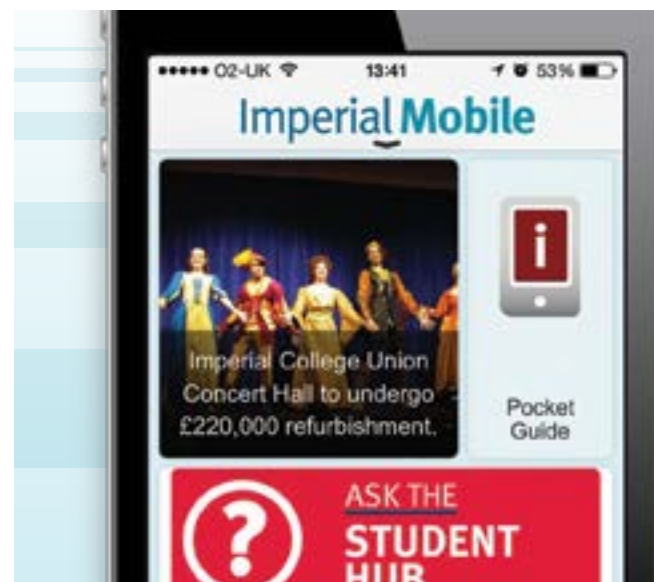 O2-UK 13:41 53%
Imperial Mobile
Imperial College Union
Concert Hall to undergo
£220,000 refurbishment.
i
Pocket
Guide
?
ASK THE
STUDENT
HUB